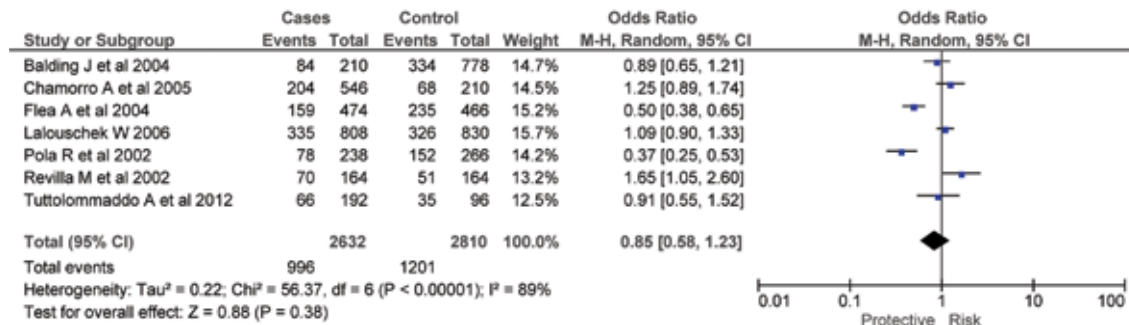 Cases Control Odds Ratio Odds Ratio
Study or Subgroup Events Total Events Total Weight M-H, Random, 95% CI M-H, Random, 95% CI
Balding J et al 2004 84 210 334 778 14.7% 0.89 [0.65, 1.21]
Chamorro A et al 2005 204 546 68 210 14.5% 1.25 [0.89, 1.74]
Flea A et al 2004 159 474 235 466 15.2% 0.50 [0.38, 0.65]
Lalouschek W 2006 335 808 326 830 15.7% 1.09 [0.90, 1.33]
Pola R et al 2002 78 238 152 266 14.2% 0.37 [0.25, 0.53]
Revilla M et al 2002 70 164 51 164 13.2% 1.65 [1.05, 2.60]
Tuttolommaddo A et al 2012 66 192 35 96 12.5% 0.91 [0.55, 1.52]
Total (95% CI) 2632 2810 100.0% 0.85 [0.58, 1.23]
Total events 996 1201
Heterogeneity: Tau² = 0.22; Chi² = 56.37, df = 6 (P < 0.00001); I² = 89%
Test for overall effect: Z = 0.88 (P = 0.38)
0.01 0.1 1 10 100
Protective Risk